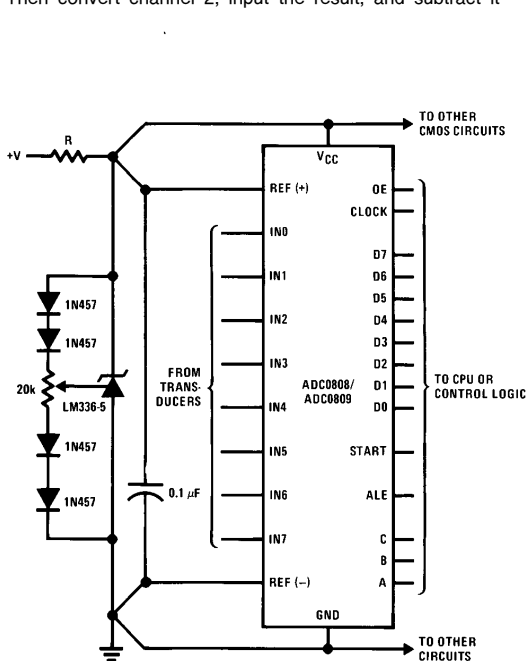 Then convert channel 2, input the result, and subtract it
TO OTHER
CMOS CIRCUITS
R
+V
VCC
REF (+)
OE
CLOCK
IN0
D7
IN1
D6
1N457
D5
IN2
D4
1N457
D3
IN3
D2
FROM
TRANS-
DUCERS
ADC0808/
ADC0809
TO CPU OR
CONTROL LOGIC
20k
D1
LM336-5
IN4
D0
1N457
IN5
START
1N457
0.1 μF
IN6
ALE
IN7
C
B
REF (−)
A
GND
TO OTHER
CIRCUITS